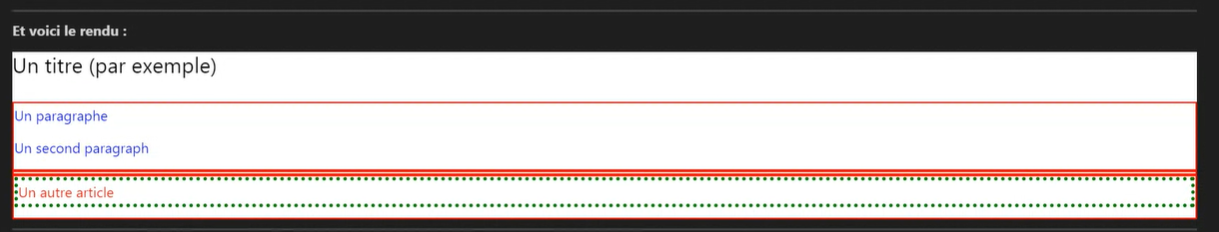 Et voici le rendu :
Un titre (par exemple)
Un paragraphe
Un second paragraph
Un autre article